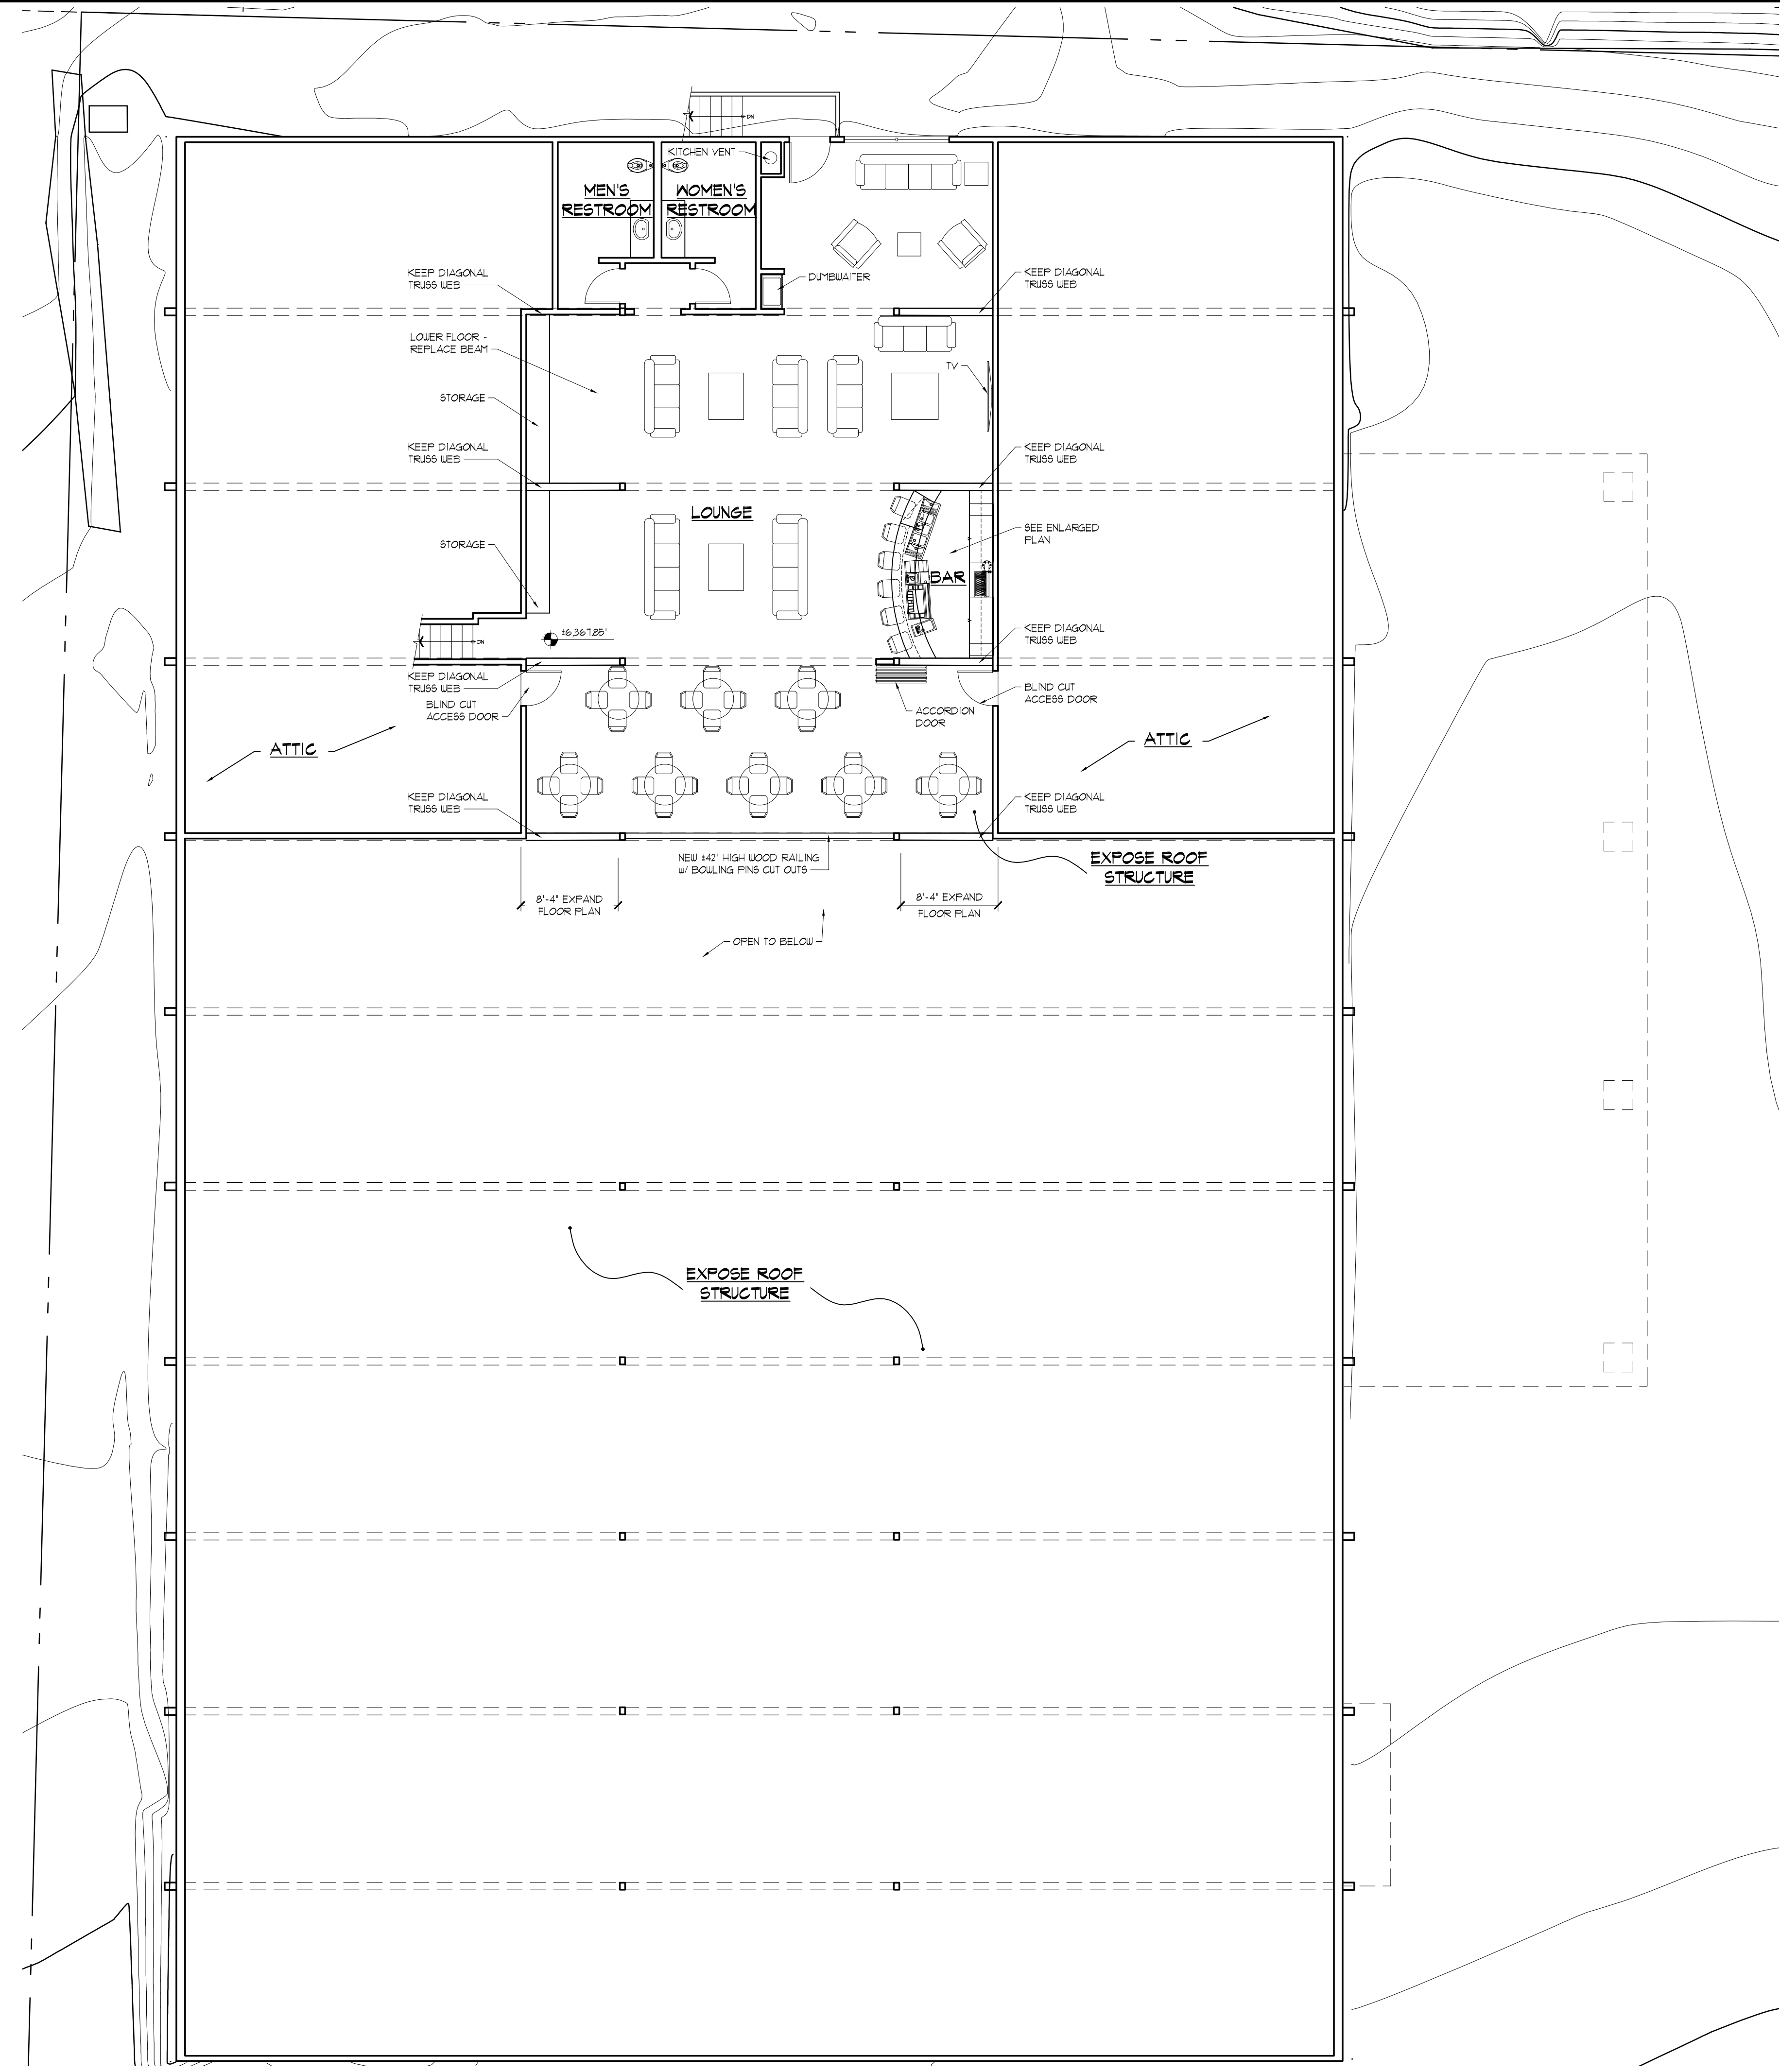 DN
KITCHEN VENT
MEN'S
RESTROOM
WOMEN'S
RESTROOM
KEEP DIAGONAL
TRUSS WEB
DUMBWAITER
KEEP DIAGONAL
TRUSS WEB
LOWER FLOOR -
REPLACE BEAM
TV
STORAGE
KEEP DIAGONAL
TRUSS WEB
KEEP DIAGONAL
TRUSS WEB
LOUNGE
SEE ENLARGED
PLAN
STORAGE
BAR
±6,367.85'
DN
KEEP DIAGONAL
TRUSS WEB
KEEP DIAGONAL
TRUSS WEB
BLIND CUT
ACCESS DOOR
BLIND CUT
ACCESS DOOR
ACCORDION
DOOR
ATTIC
ATTIC
KEEP DIAGONAL
TRUSS WEB
KEEP DIAGONAL
TRUSS WEB
NEW ±42" HIGH WOOD RAILING
w/ BOWLING PINS CUT OUTS
EXPOSE ROOF
STRUCTURE
8'-4" EXPAND
FLOOR PLAN
8'-4" EXPAND
FLOOR PLAN
OPEN TO BELOW
EXPOSE ROOF
STRUCTURE